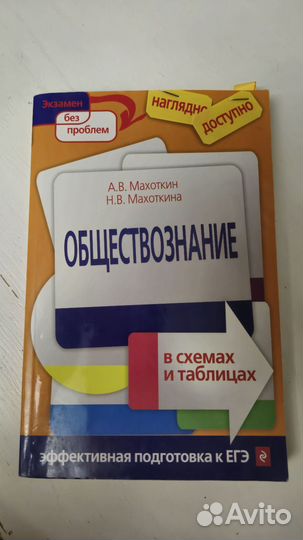 Экзамен
без
проблем
наглядно
доступно
А.В. Махоткин
Н.В. Махоткина
ОБЩЕСТВОЗНАНИЕ
в схемах
и таблицах
эффективная подготовка к ЕГЭ
Avito